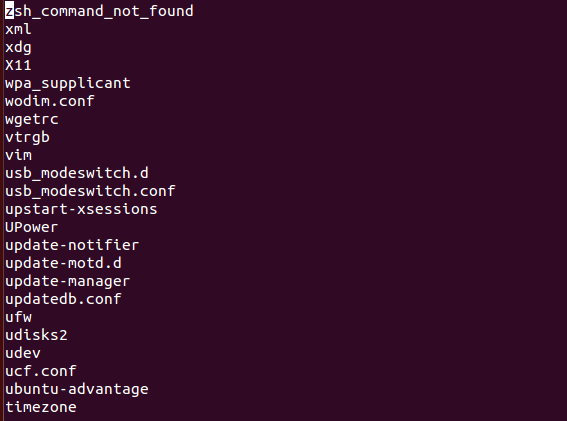 zsh_command_not_found
xml
xdg
X11
wpa_supplicant
wodim.conf
wgetrc
vtrgb
vim
usb_modeswitch.d
usb_modeswitch.conf
upstart-xsessions
UPower
update-notifier
update-motd.d
update-manager
updatedb.conf
ufw
udisks2
udev
ucf.conf
ubuntu-advantage
timezone